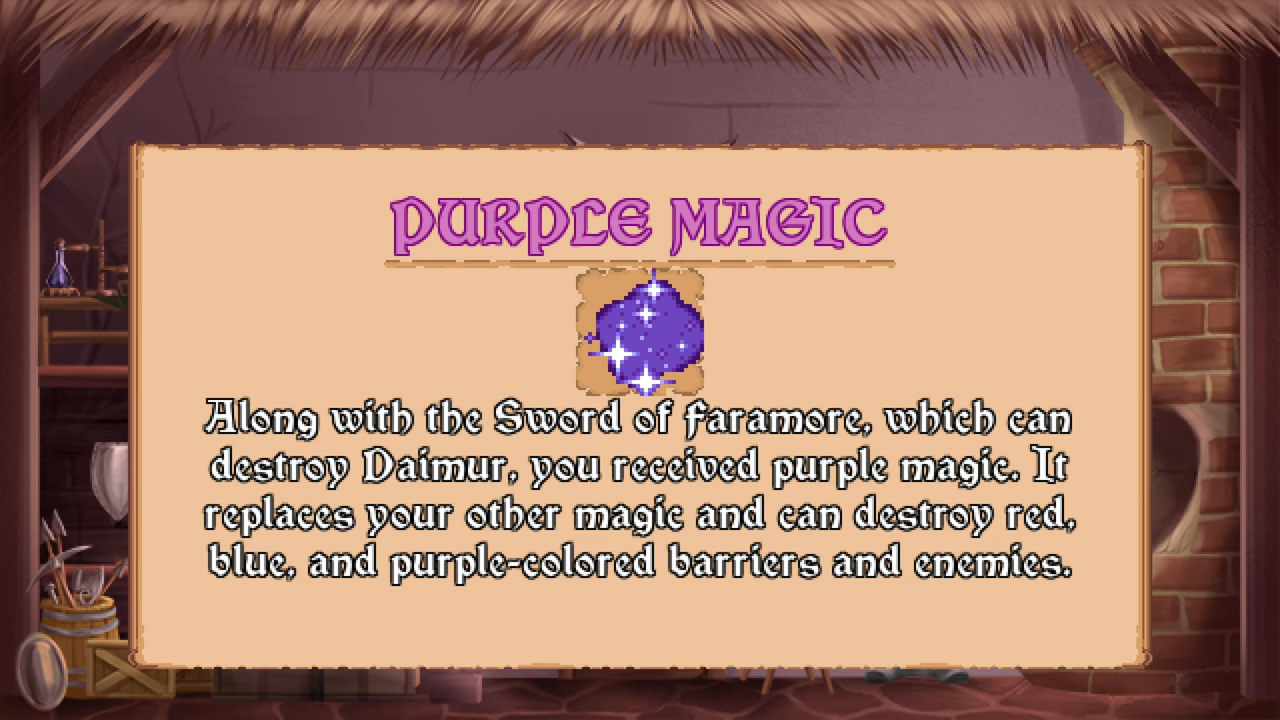 PURPLE MAGIC
Along with the Sword of Faramore, which can
destroy Daimur, you received purple magic. It
replaces your other magic and can destroy red,
blue, and purple-colored barriers and enemies.